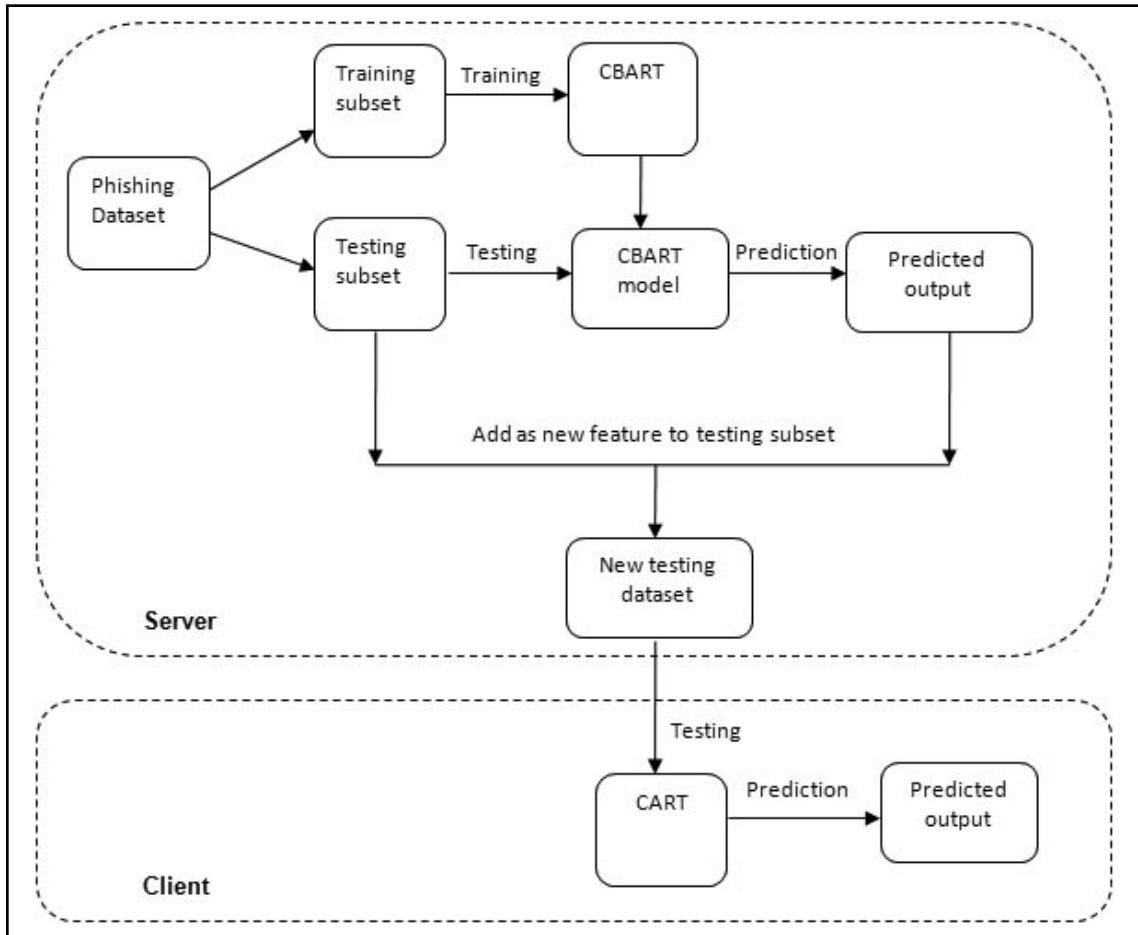 Training
subset
Training
CBART
Phishing
Dataset
Testing
subset
Testing
CBART
model
Prediction
Predicted
output
Add as new feature to testing subset
New testing
dataset
Server
Testing
CART
Prediction
Predicted
output
Client